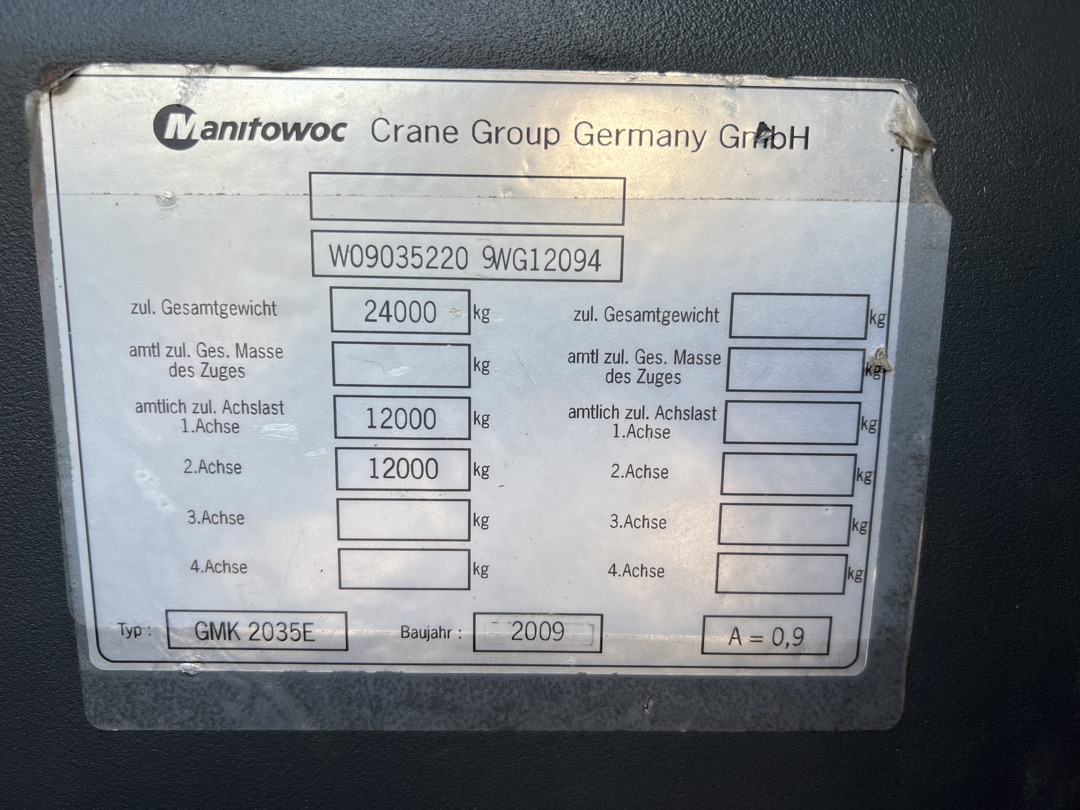 Manitowoc Crane Group Germany GmbH
W09035220 9WG12094
zul. Gesamtgewicht 24000 kg zul. Gesamtgewicht kg
amtl zul. Ges. Masse des Zuges kg amtl zul. Ges. Masse des Zuges kg
amtlich zul. Achslast 1.Achse 12000 kg amtlich zul. Achslast 1.Achse kg
2.Achse 12000 kg 2.Achse kg
3.Achse kg 3.Achse kg
4.Achse kg 4.Achse kg
Typ : GMK 2035E Baujahr : 2009 A = 0,9